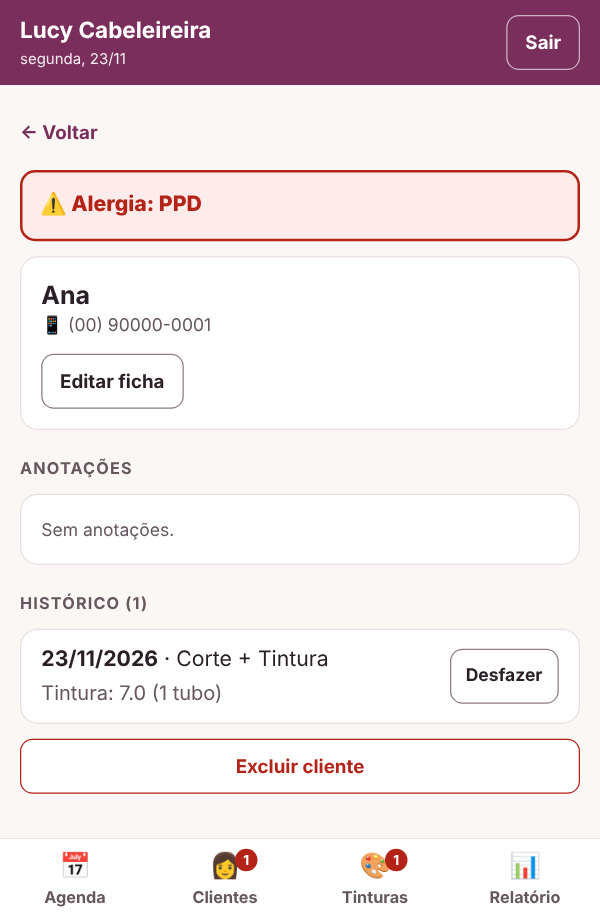 Lucy Cabeleireira
segunda, 23/11
Sair
← Voltar
⚠️ Alergia: PPD
Ana
📱 (00) 90000-0001
Editar ficha
ANOTAÇÕES
Sem anotações.
HISTÓRICO (1)
23/11/2026 · Corte + Tintura
Tintura: 7.0 (1 tubo)
Desfazer
Excluir cliente
July
17
1
1
Agenda
Clientes
Tinturas
Relatório